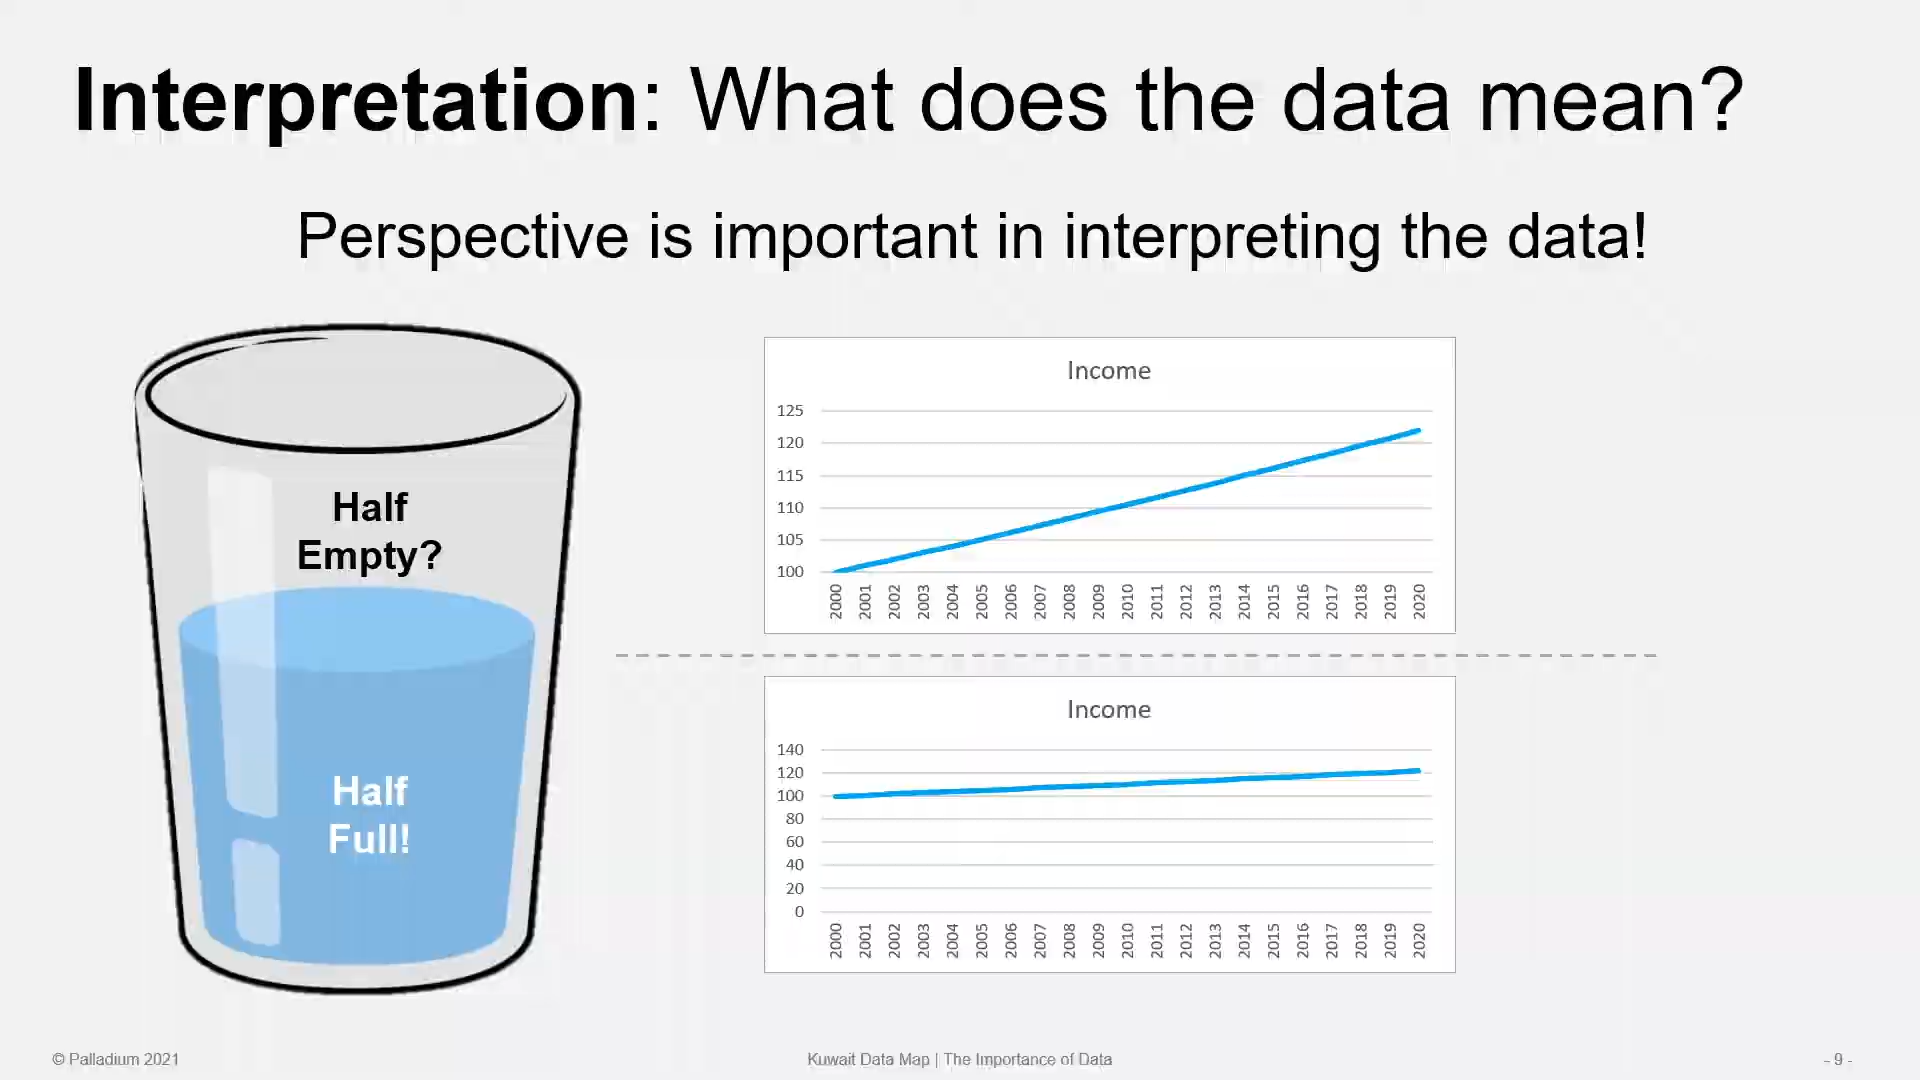 Interpretation: What does the data mean?
Perspective is important in interpreting the data!
Half
Empty?
Half
Full!
Income
125
120
115
110
105
100
2000 2001 2002 2003 2004 2005 2006 2007 2008 2009 2010 2011 2012 2013 2014 2015 2016 2017 2018 2019 2020
Income
140
120
100
80
60
40
20
0
2000 2001 2002 2003 2004 2005 2006 2007 2008 2009 2010 2011 2012 2013 2014 2015 2016 2017 2018 2019 2020
© Palladium 2021
Kuwait Data Map | The Importance of Data
- 9 -